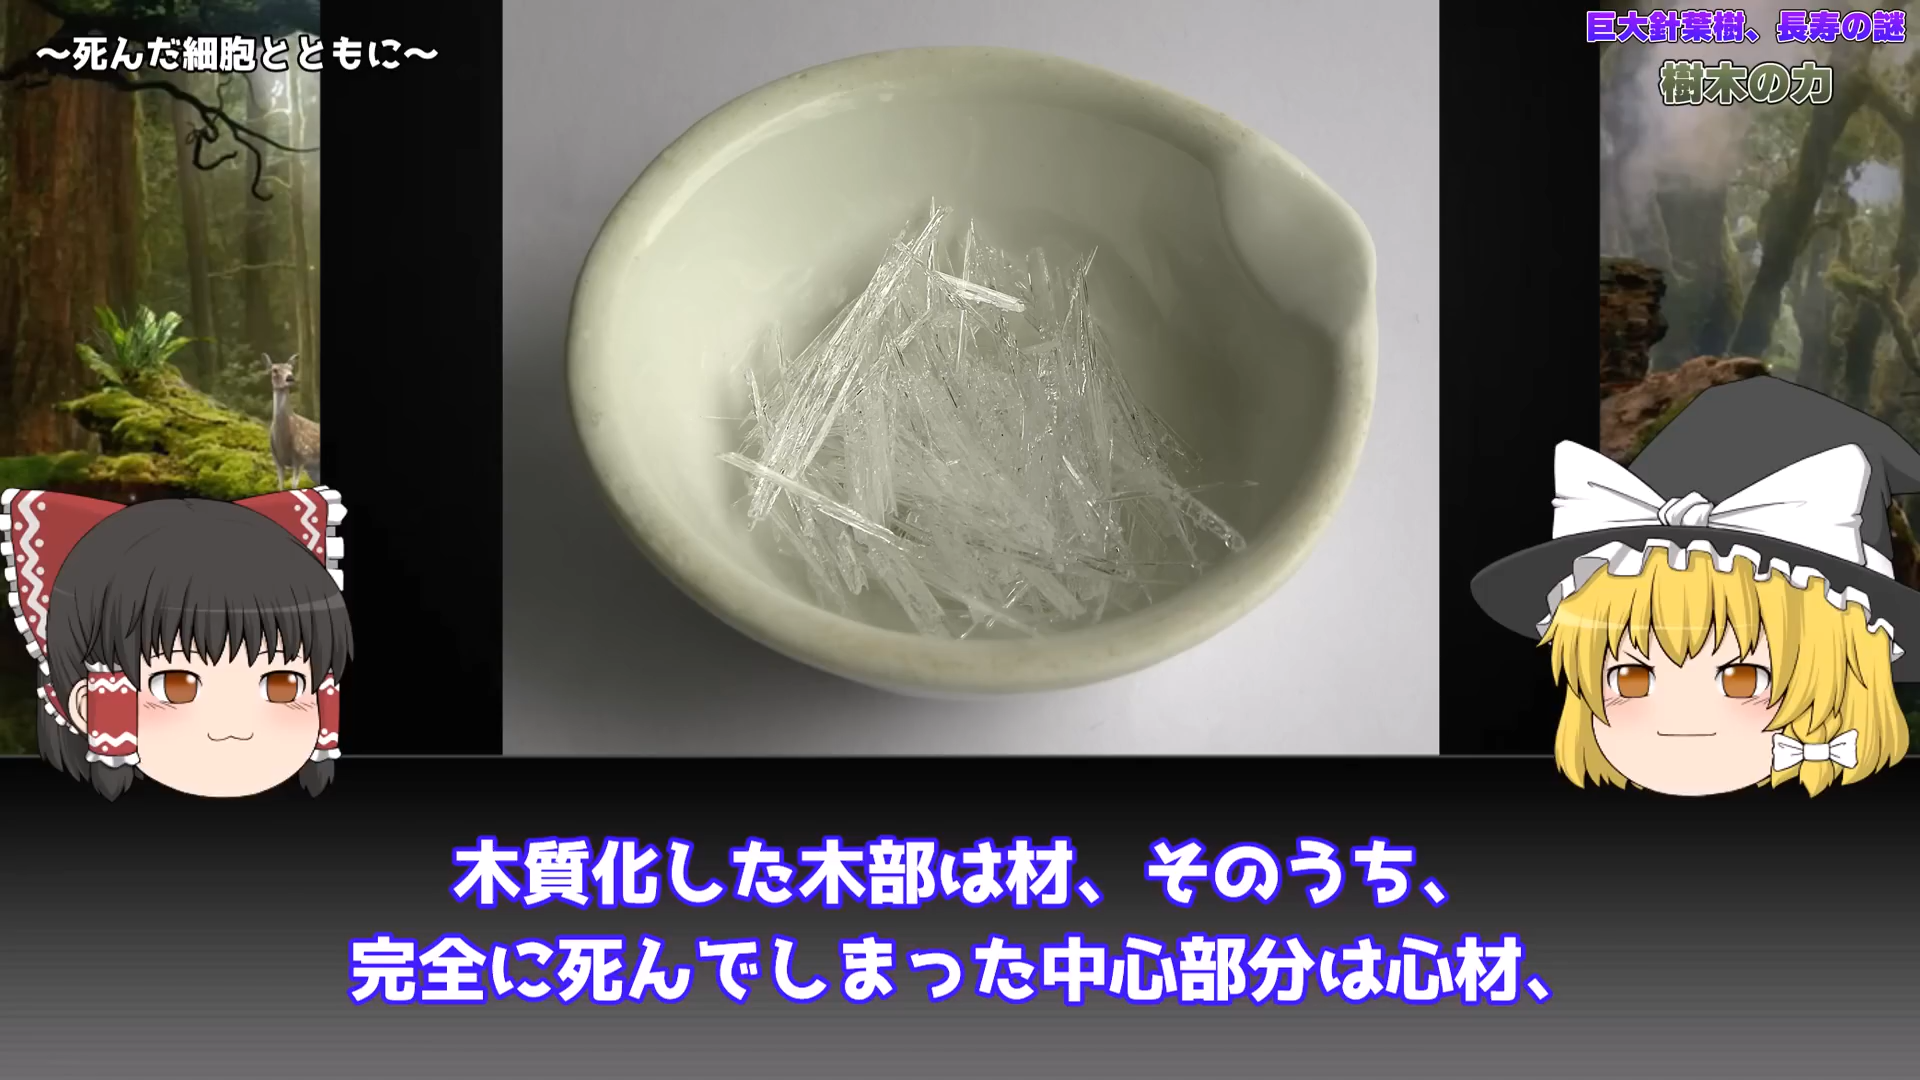 ～死んだ細胞とともに～
巨大針葉樹、長寿の謎
樹木の力
木質化した木部は材、そのうち、
完全に死んでしまった中心部分は心材、